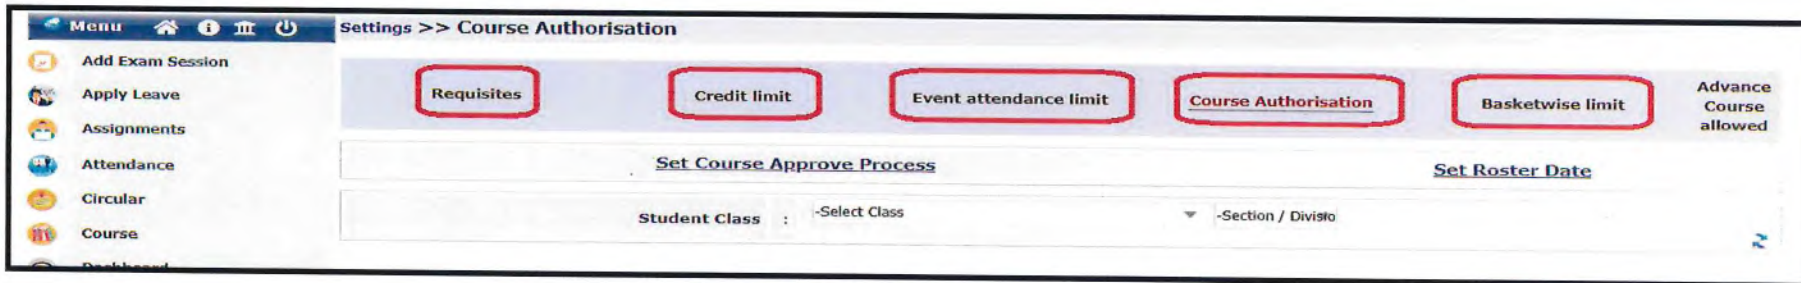 Menu
Settings >> Course Authorisation
Add Exam Session
Apply Leave
Assignments
Attendance
Circular
Course
Requisites
Credit limit
Event attendance limit
Course Authorisation
Basketwise limit
Advance
Course
allowed
Set Course Approve Process
Set Roster Date
Student Class :
-Select Class
-Section / Divisio